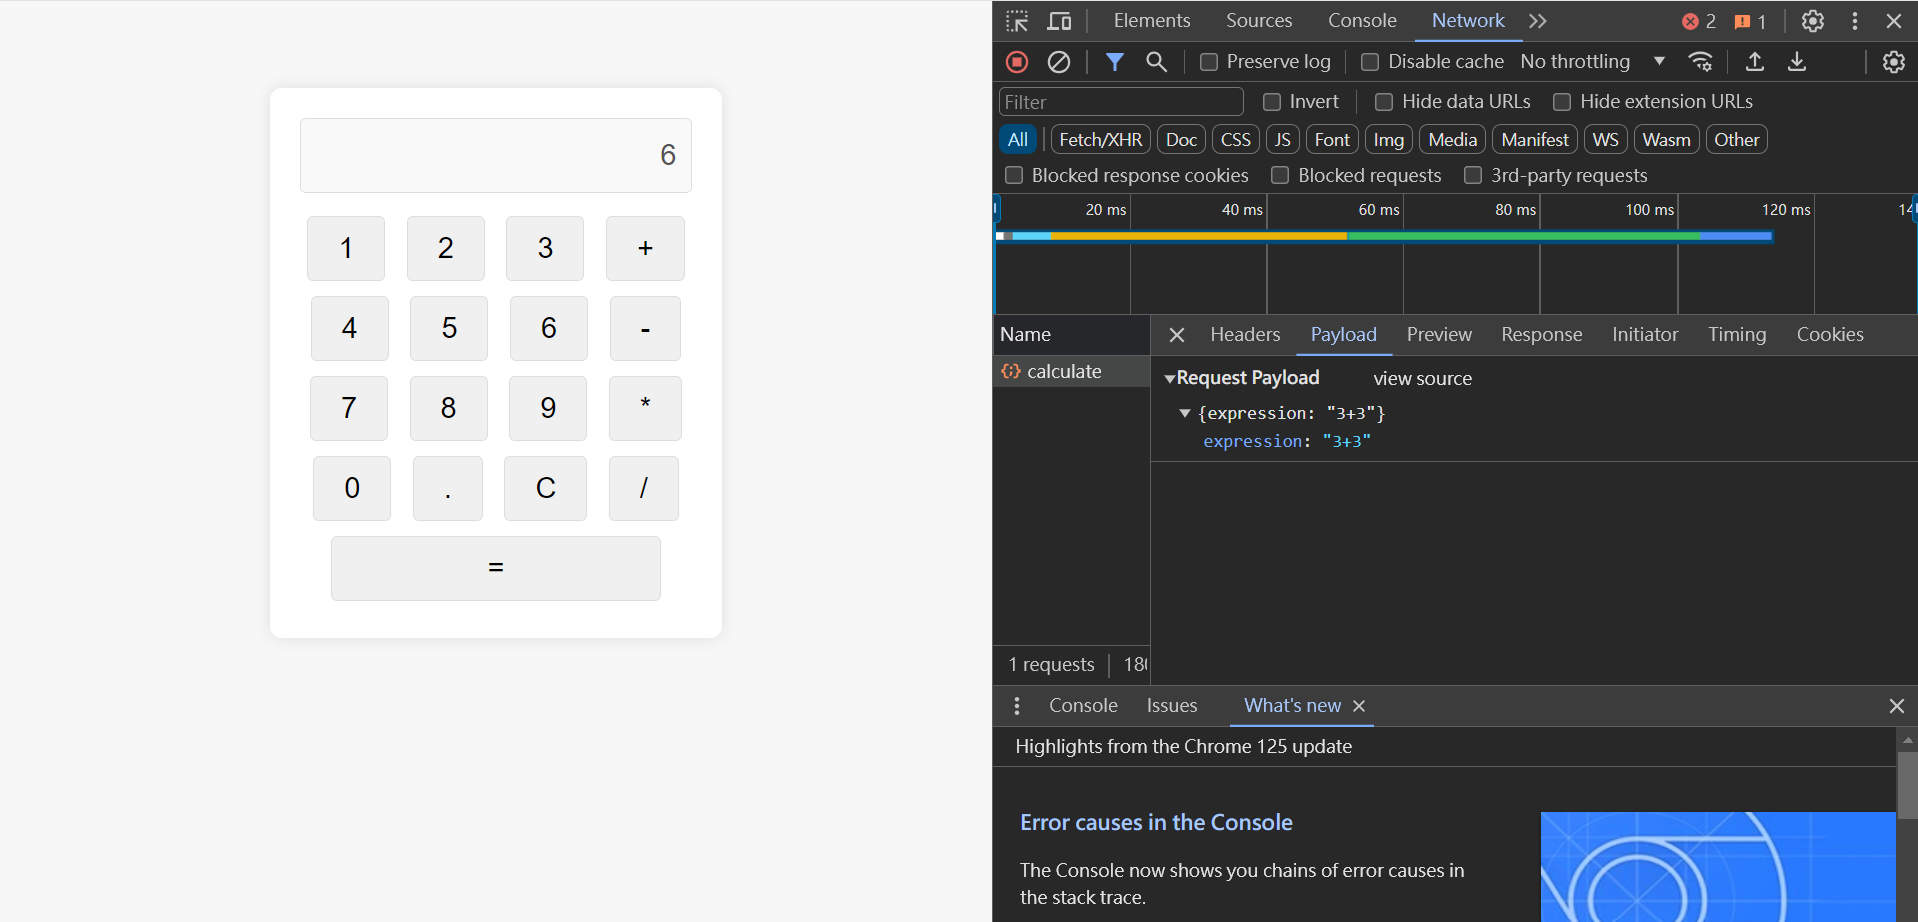 6
1 2 3 +
4 5 6 -
7 8 9 *
0 . C /
=
Elements Sources Console Network 2 1
Preserve log Disable cache No throttling
Filter Invert Hide data URLs Hide extension URLs
All Fetch/XHR Doc CSS JS Font Img Media Manifest WS Wasm Other
Blocked response cookies Blocked requests 3rd-party requests
20 ms 40 ms 60 ms 80 ms 100 ms 120 ms
Name
calculate
Headers Payload Preview Response Initiator Timing Cookies
Request Payload view source
{expression: "3+3"}
expression: "3+3"
1 requests
Console Issues What's new
Highlights from the Chrome 125 update
Error causes in the Console
The Console now shows you chains of error causes in
the stack trace.